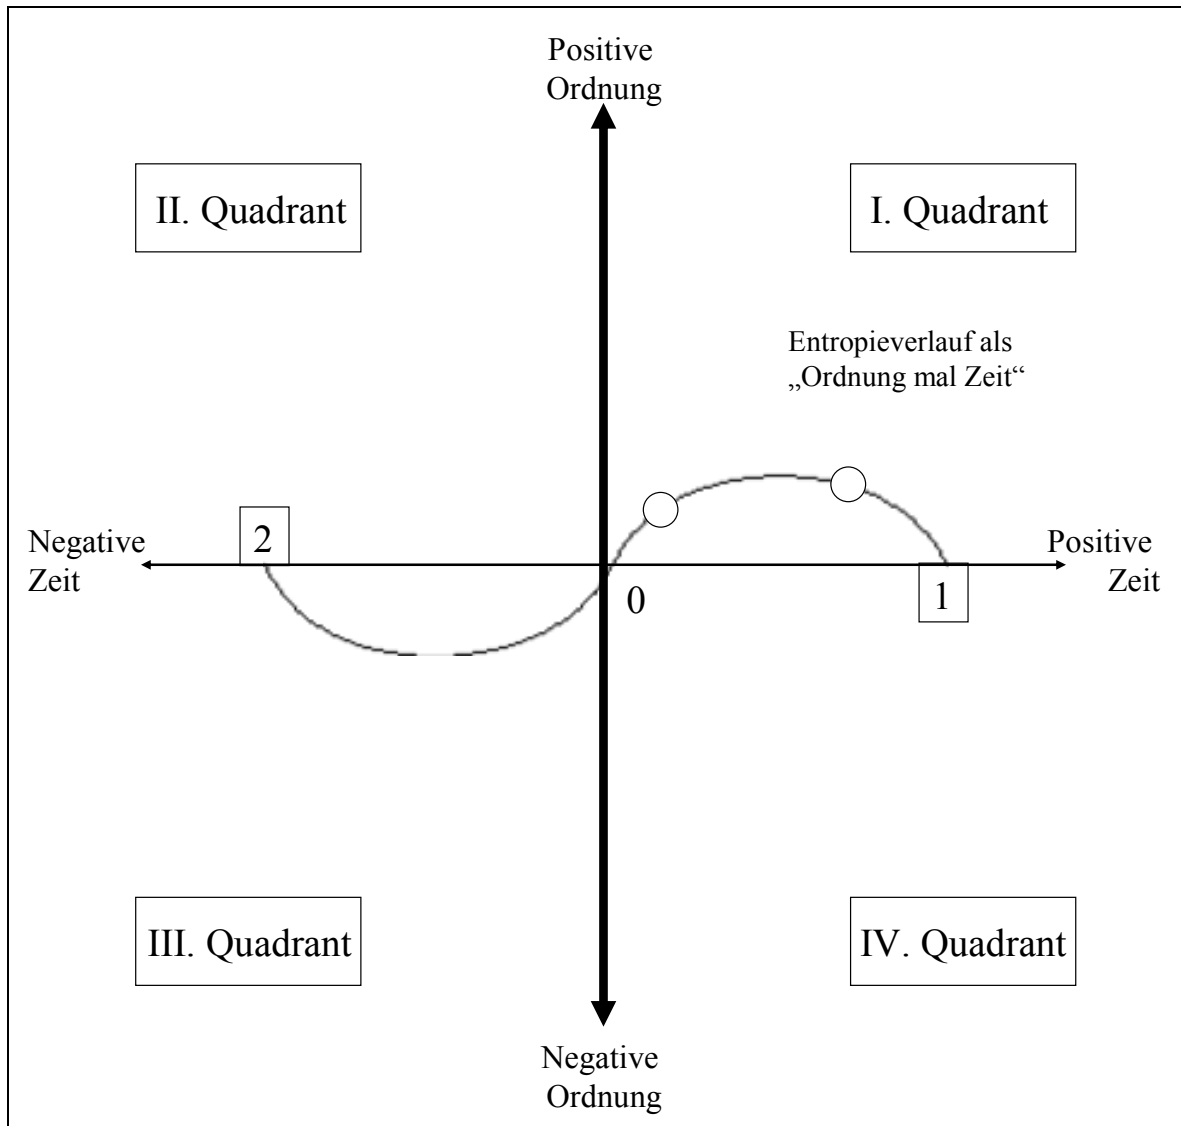 Positive
Ordnung
II. Quadrant
I. Quadrant
Entropieverlauf als
„Ordnung mal Zeit“
Negative
Zeit
2
0
1
Positive
Zeit
III. Quadrant
IV. Quadrant
Negative
Ordnung